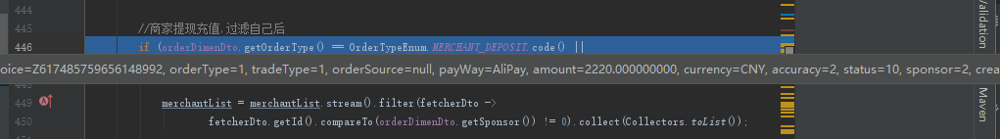 444
445 //商家提现充值,过滤自己后
446 if (orderDimenDto.getOrderType() == OrderTypeEnum.MERCHANT_DEPOSIT.code() ||
oice=Z617485759656148992, orderType=1, tradeType=1, orderSource=null, payWay=AliPay, amount=2220.000000000, currency=CNY, accuracy=2, status=10, sponsor=2, crea
449 merchantList = merchantList.stream().filter(fetcherDto ->
450 fetcherDto.getId().compareTo(orderDimenDto.getSponsor()) != 0).collect(Collectors.toList());
Validation
Maven